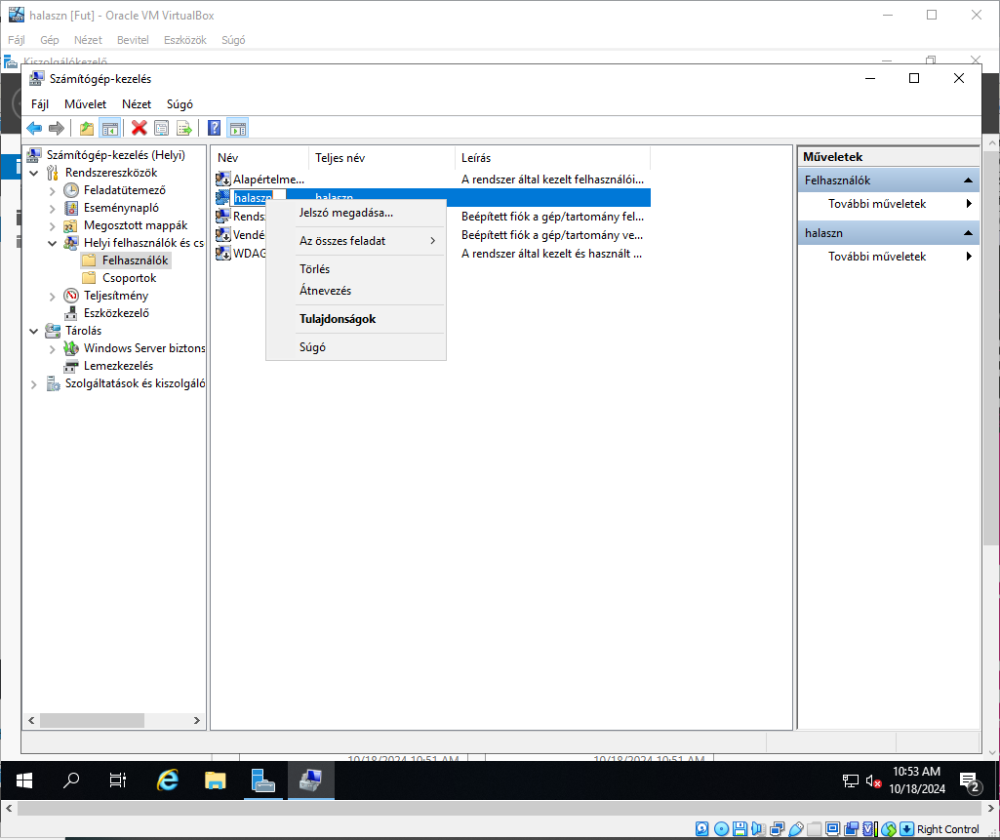 halaszn [Fut] - Oracle VM VirtualBox
Fájl Gép Nézet Bevitel Eszközök Súgó
Kiszolgálókezelő
Számítógép-kezelés
Fájl Művelet Nézet Súgó
Számítógép-kezelés (Helyi)
Rendszereszközök
Feladatütemező
Eseménynapló
Megosztott mappák
Helyi felhasználók és cs
Felhasználók
Csoportok
Teljesítmény
Eszközkezelő
Tárolás
Windows Server biztons
Lemezkezelés
Szolgáltatások és kiszolgáló
Név Teljes név Leírás
Alapértelme... A rendszer által kezelt felhasználói...
halaszn halaszn
Rends Beépített fiók a gép/tartomány fel...
Vendé Beépített fiók a gép/tartomány ve...
WDAG A rendszer által kezelt és használt ...
Jelszó megadása...
Az összes feladat
Törlés
Átnevezés
Tulajdonságok
Súgó
Műveletek
Felhasználók
További műveletek
halaszn
További műveletek
10/18/2024 10:51 AM 10/18/2024 10:51 AM
10:53 AM
10/18/2024
2
Right Control